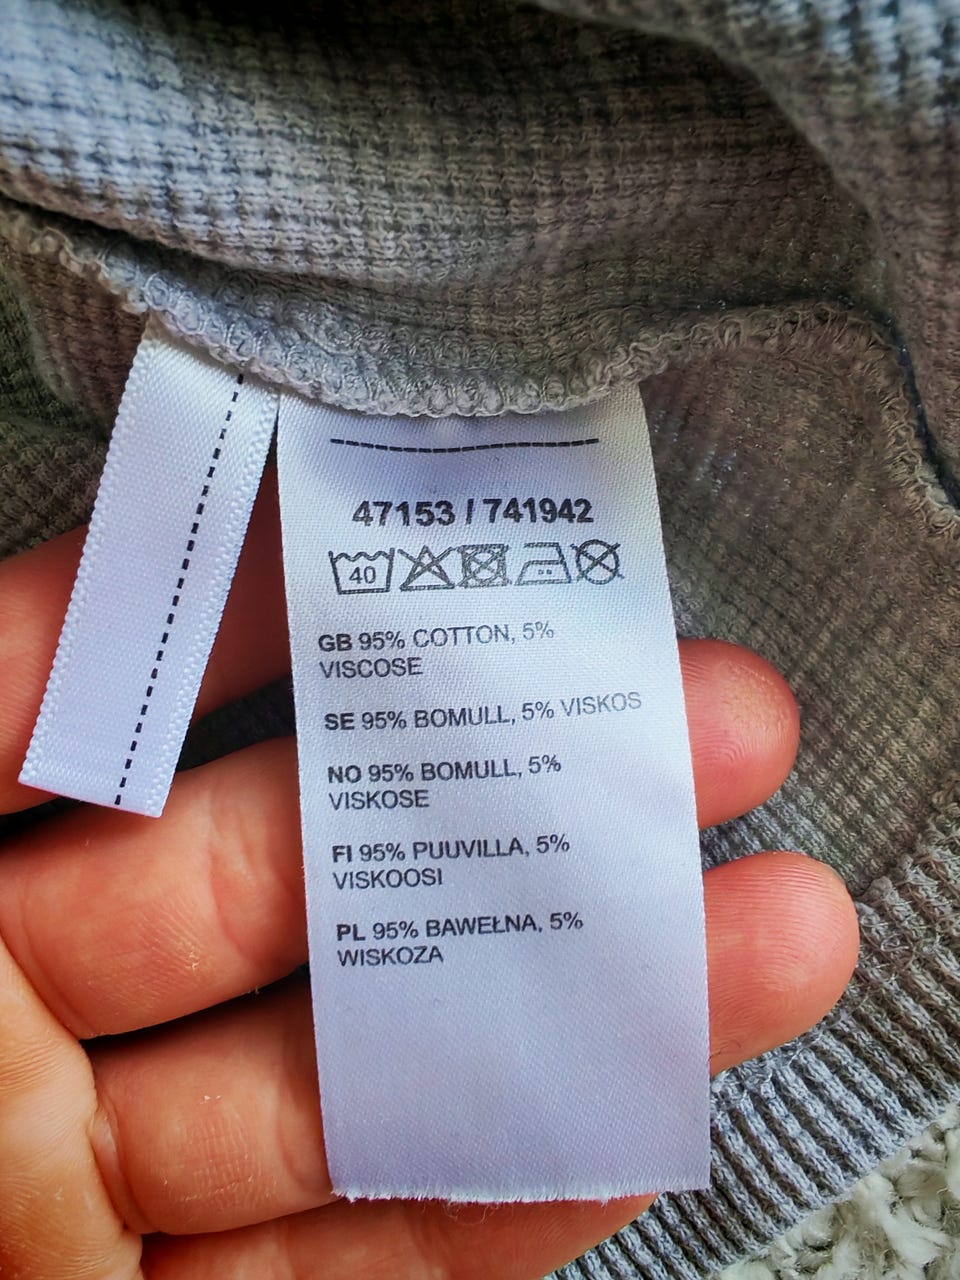 47153 / 741942
40
GB 95% COTTON, 5%
VISCOSE
SE 95% BOMULL, 5% VISKOS
NO 95% BOMULL, 5%
VISKOSE
FI 95% PUUVILLA, 5%
VISKOOSI
PL 95% BAWEŁNA, 5%
WISKOZA